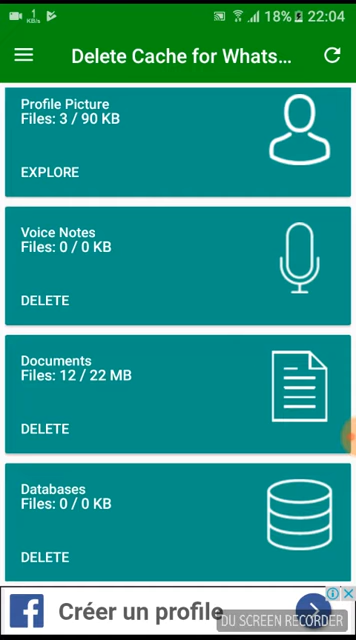 1
KB/s
18%
22:04
Delete Cache for Whats...
Profile Picture
Files: 3 / 90 KB
EXPLORE
Voice Notes
Files: 0 / 0 KB
DELETE
Documents
Files: 12 / 22 MB
DELETE
Databases
Files: 0 / 0 KB
DELETE
f
Créer un profile
DU SCREEN RECORDER